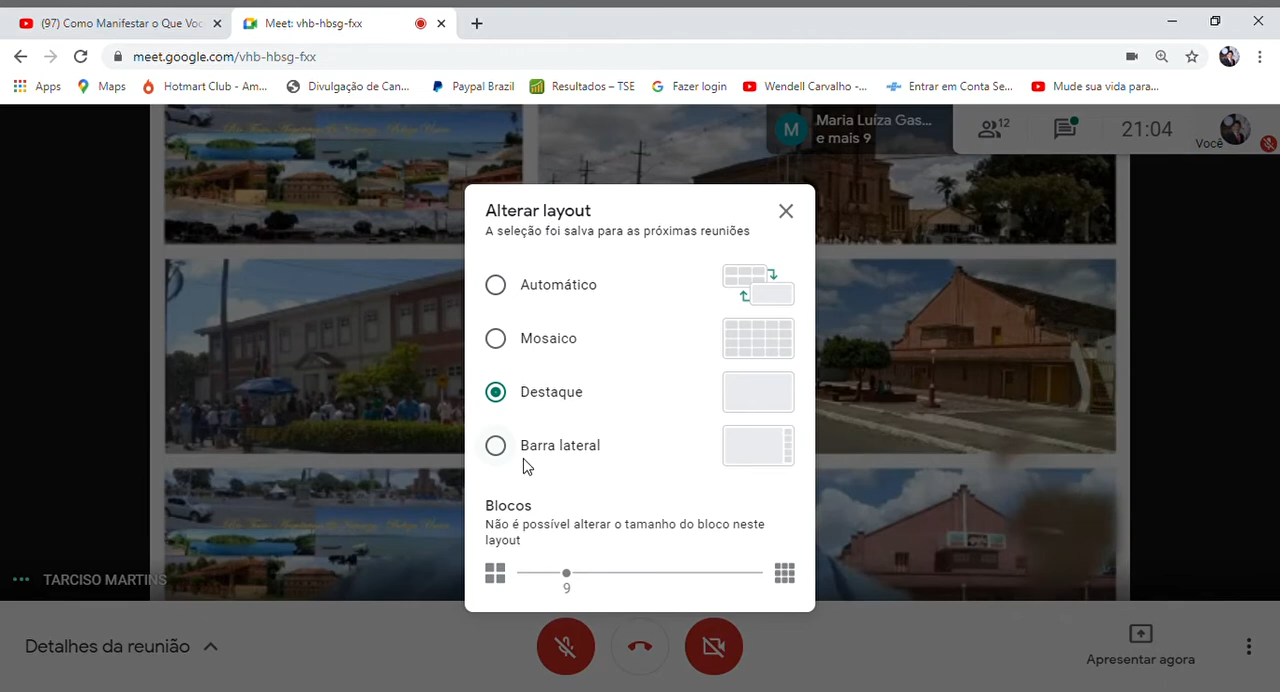 (97) Como Manifestar o Que Voc
Meet: vhb-hbsg-fxx
meet.google.com/vhb-hbsg-fxx
Apps
Maps
Hotmart Club - Am...
Divulgação de Can...
Paypal Brazil
Resultados – TSE
Fazer login
Wendell Carvalho -...
Entrar em Conta Se...
Mude sua vida para...
M
Maria Luíza Gas...
e mais 9
12
21:04
Você
Alterar layout
A seleção foi salva para as próximas reuniões
Automático
Mosaico
Destaque
Barra lateral
Blocos
Não é possível alterar o tamanho do bloco neste
layout
9
TARCISO MARTINS
Detalhes da reunião
Apresentar agora